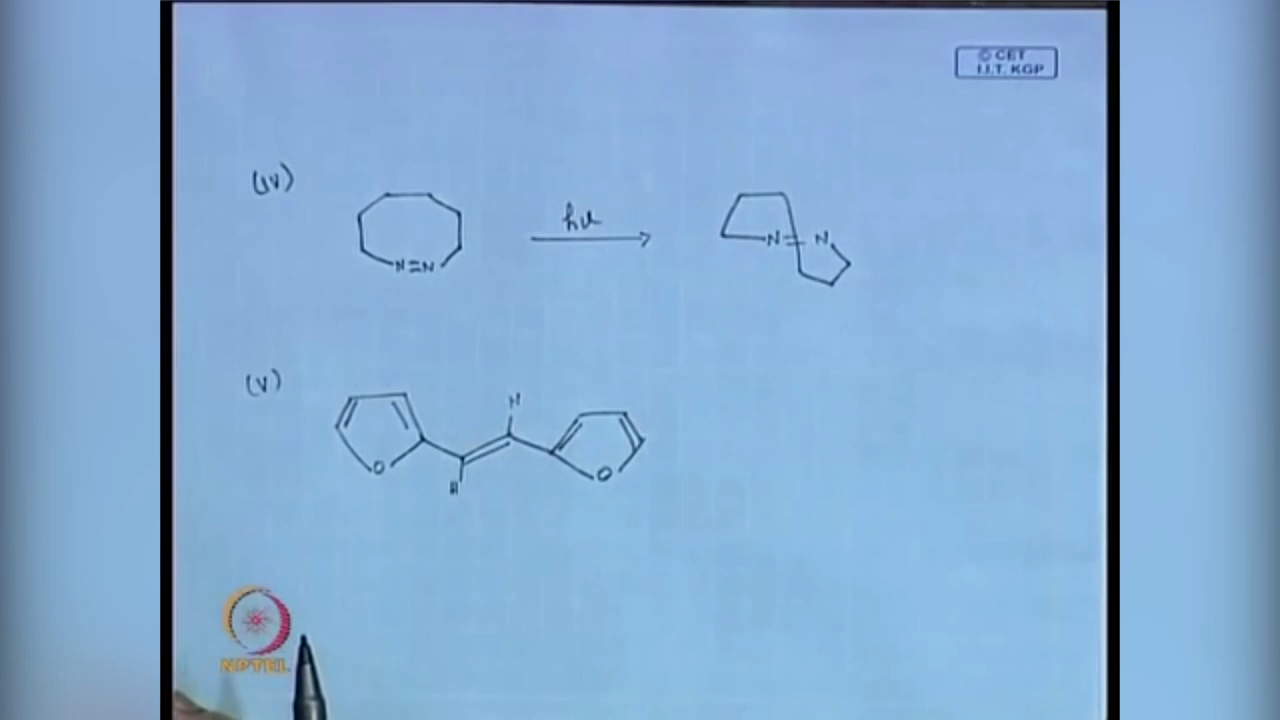 © CET
I.I.T. KGP
(iv)
hν
N=N
N=N
(v)
H
O
H
O
NPTEL